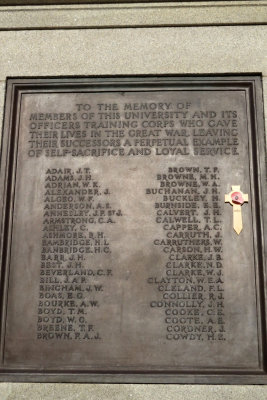 TO THE MEMORY OF
MEMBERS OF THIS UNIVERSITY AND ITS
OFFICERS TRAINING CORPS WHO GAVE
THEIR LIVES IN THE GREAT WAR, LEAVING
THEIR SUCCESSORS A PERPETUAL EXAMPLE
OF SELF-SACRIFICE AND LOYAL SERVICE.
ADAIR, J. T.
ADAMS, J. H.
ADRIAN, W. K.
ALEXANDER, J.
ALGEO, W. F.
ANDERSON, A. E.
ANNESLEY, J. F. ST J.
ARMSTRONG, C. A.
ASHLEY, C.
ASHMORE, R. H.
BAMBRIDGE, H. L.
BANBRIDGE, H. C.
BARR, J. H.
BEST, J. H.
BEVERLAND, C. F.
BILL, J. A. P.
BINGHAM, J. W.
BOAS, E. G.
BOURKE, A. W.
BOYD, T. M.
BOYD, W. G.
BREENE, T. F.
BROWN, P. A. J.
BROWN, T. F.
BROWNE, M. H.
BROWNE, W. A.
BUCHANAN, J. H.
BUCKLEY, H.
BURNSIDE, E. E.
CALVERT, J. H.
CALWELL, T. L.
CAPPER, A. C.
CARRUTH, J.
CARRUTHERS, W.
CARSON, H. W.
CLARKE, J. B.
CLARKE, N. D.
CLARKE, W. J.
CLAYTON, W. E. A.
CLELAND, F. L.
COLLIER, R. J.
CONNOLLY, J. H.
COOKE, C. E.
COOTE, A. E.
CORDNER, J.
COWDY, H. E.